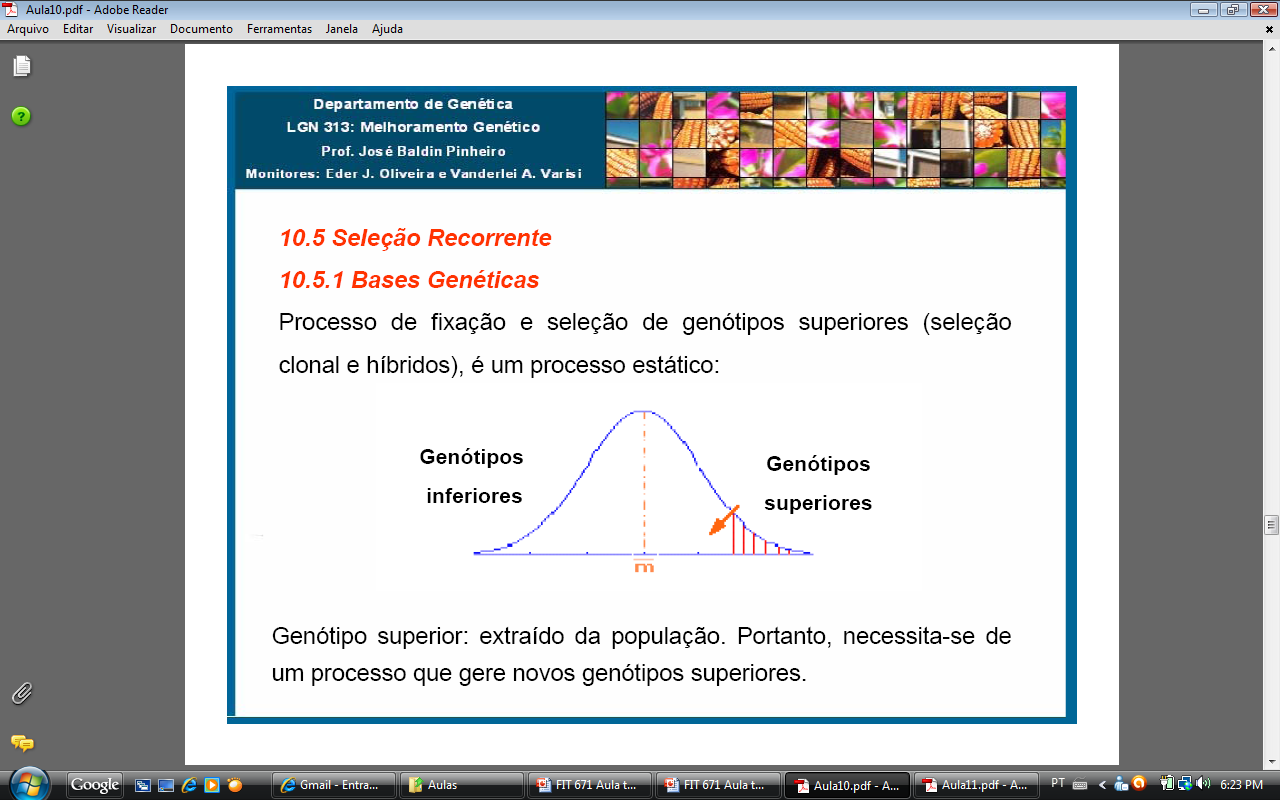 Aula10.pdf - Adobe Reader
Arquivo Editar Visualizar Documento Ferramentas Janela Ajuda
Departamento de Genética
LGN 313: Melhoramento Genético
Prof. José Baldin Pinheiro
Monitores: Eder J. Oliveira e Vanderlei A. Varisi
10.5 Seleção Recorrente
10.5.1 Bases Genéticas
Processo de fixação e seleção de genótipos superiores (seleção
clonal e híbridos), é um processo estático:
Genótipos
inferiores
Genótipos
superiores
m
Genótipo superior: extraído da população. Portanto, necessita-se de
um processo que gere novos genótipos superiores.
Google
Gmail - Entra...
Aulas
FIT 671 Aula t...
FIT 671 Aula t...
Aula10.pdf - A...
Aula11.pdf - A...
PT
6:23 PM